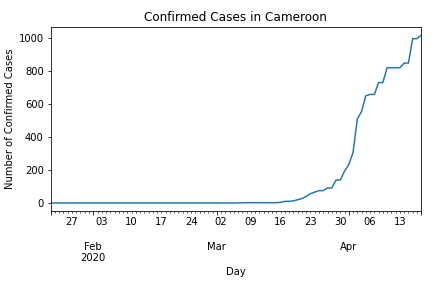 Confirmed Cases in Cameroon
Number of Confirmed Cases
1000
800
600
400
200
0
27 03 10 17 24 02 09 16 23 30 06 13
Feb Mar Apr
2020
Day